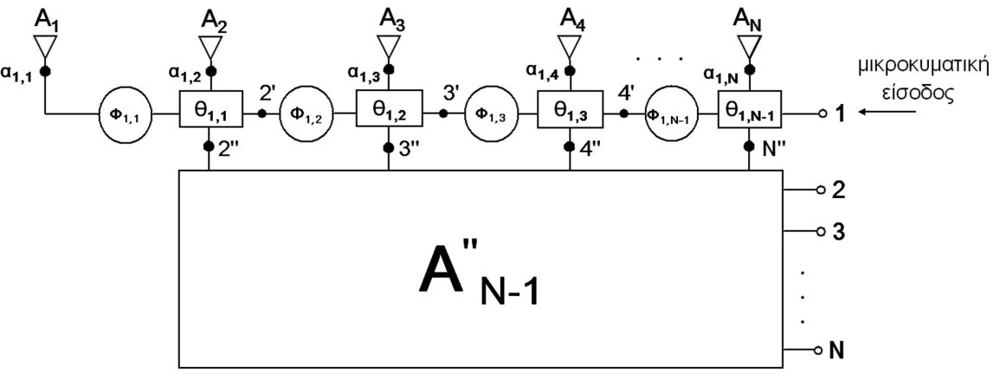 A₁ A₂ A₃ A₄ A_N
α₁,₁ α₁,₂ α₁,₃ α₁,₄ . . . α₁,N μικροκυματική
είσοδος
Φ₁,₁ θ₁,₁ 2' Φ₁,₂ θ₁,₂ 3' Φ₁,₃ θ₁,₃ 4' Φ₁,N-1 θ₁,N-1 1
2'' 3'' 4'' N''
2
3
A''N-1
N